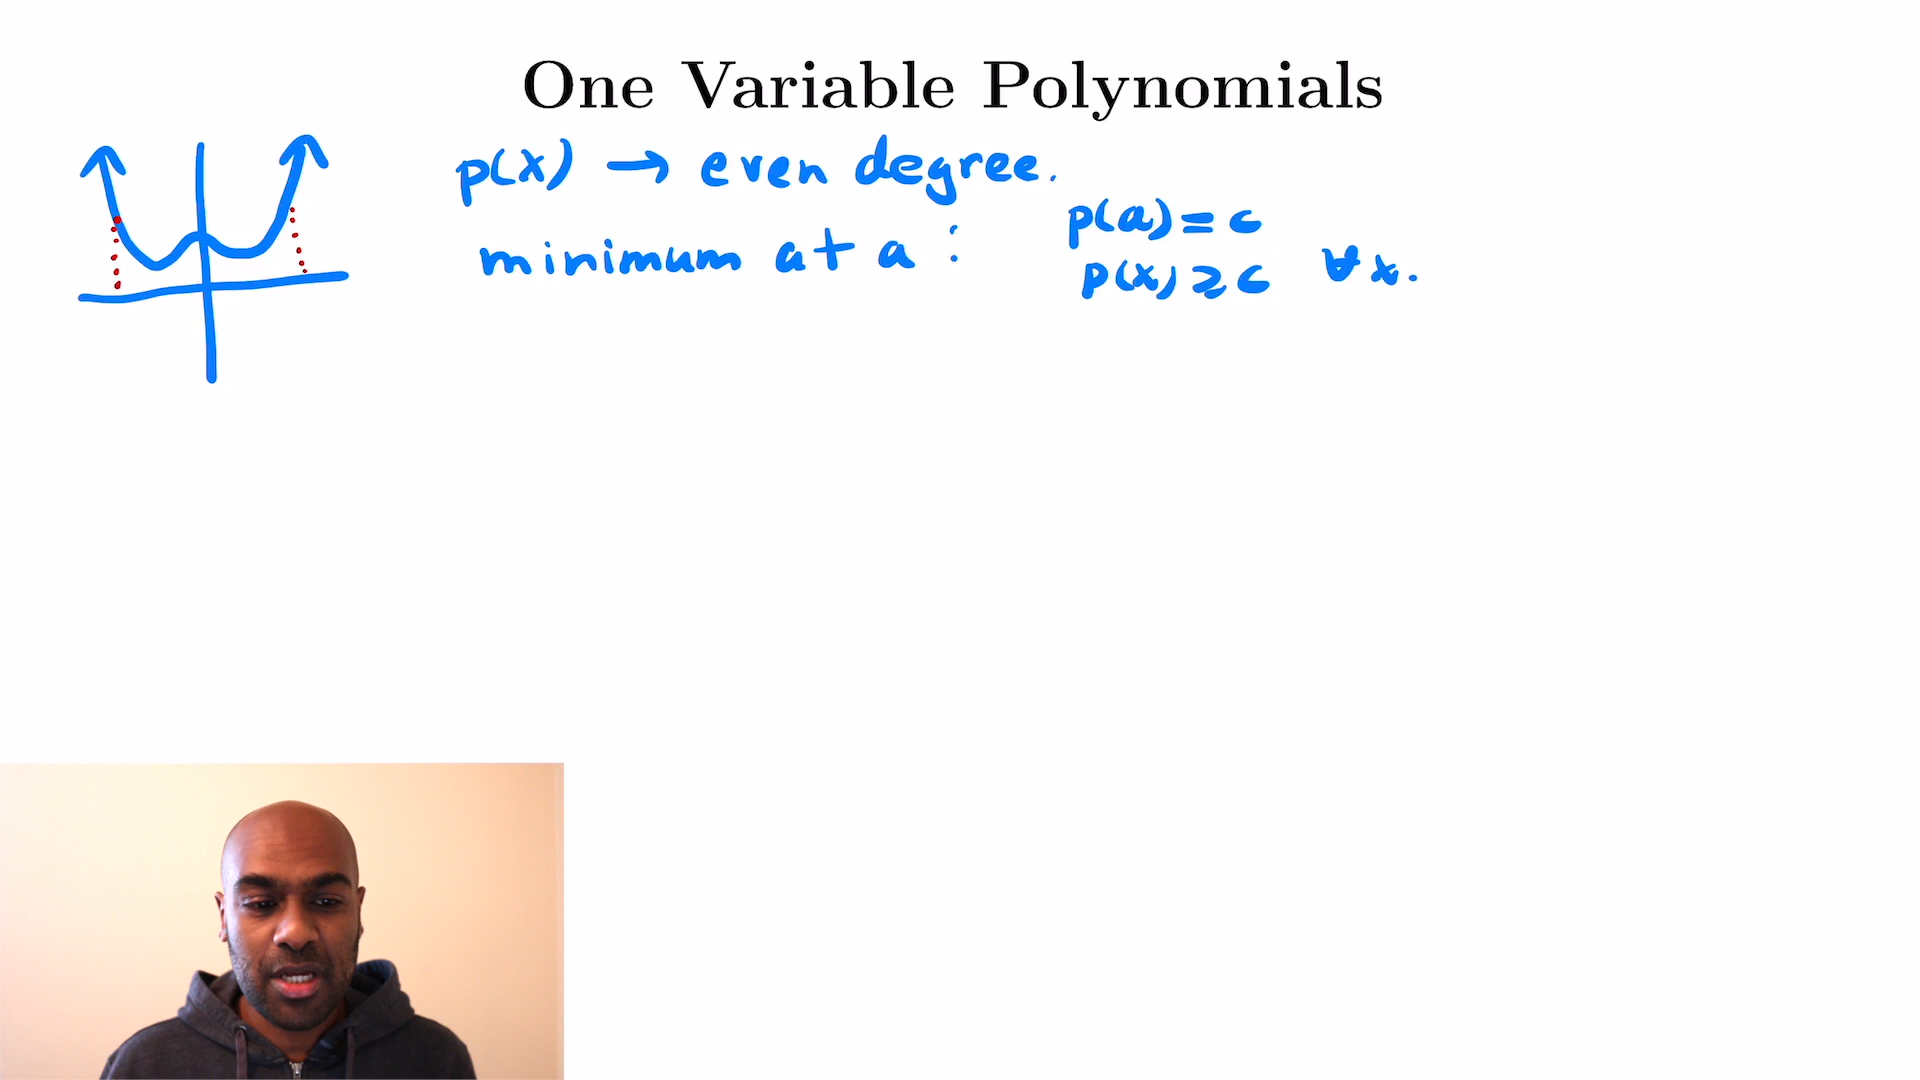 One Variable Polynomials
p(x) → even degree.
minimum at a :
p(a) = c
p(x) ≥ c ∀ x.